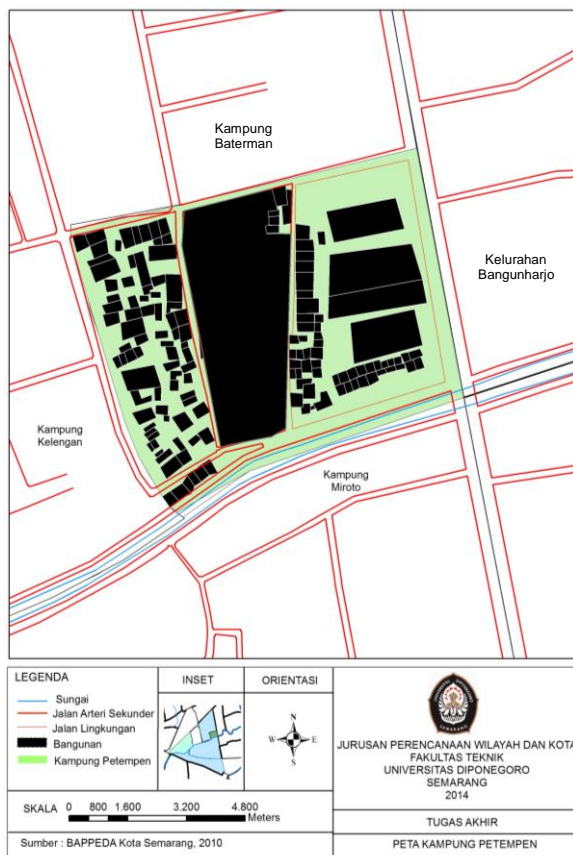 Kampung
Baterman
Kelurahan
Bangunharjo
Kampung
Kelengan
Kampung
Miroto
LEGENDA
Sungai
Jalan Arteri Sekunder
Jalan Lingkungan
Bangunan
Kampung Petempen
INSET
ORIENTASI
N
W E
S
SKALA 0 800 1.600 3.200 4.800
Meters
Sumber : BAPPEDA Kota Semarang, 2010
JURUSAN PERENCANAAN WILAYAH DAN KOTA
FAKULTAS TEKNIK
UNIVERSITAS DIPONEGORO
SEMARANG
2014
TUGAS AKHIR
PETA KAMPUNG PETEMPEN